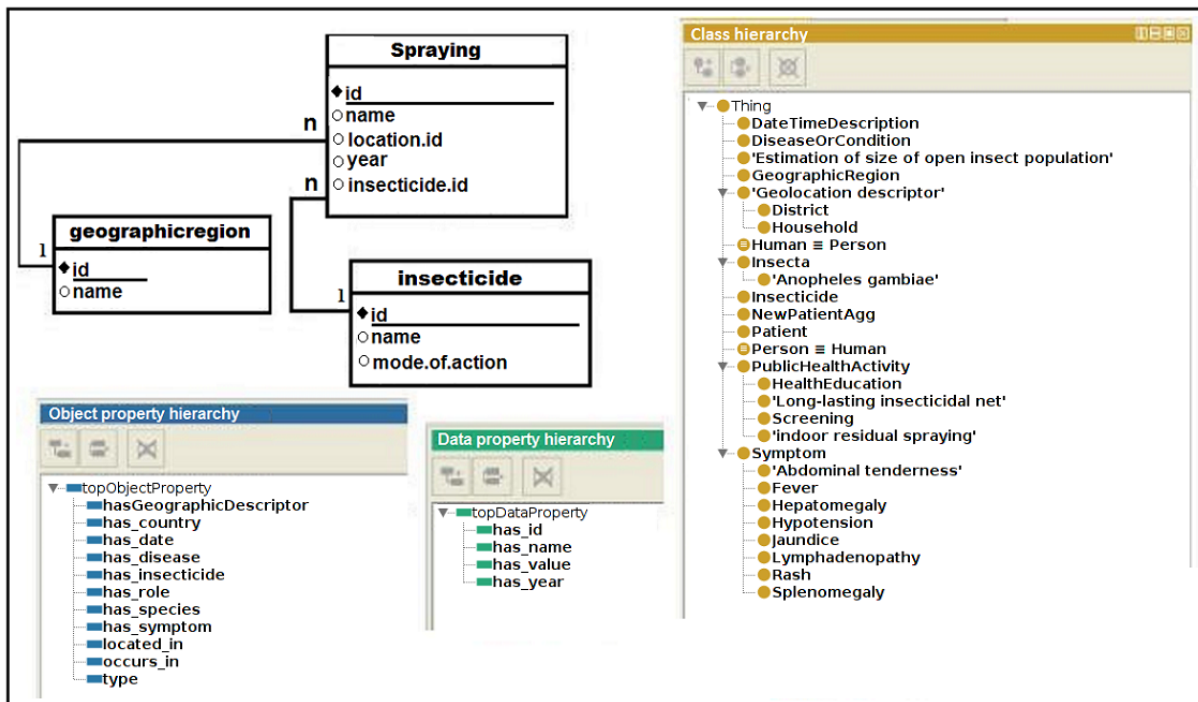 Spraying
id
name
location.id
year
insecticide.id
n
n
geographicregion
id
name
1
insecticide
id
name
mode.of.action
1
Object property hierarchy
topObjectProperty
hasGeographicDescriptor
has_country
has_date
has_disease
has_insecticide
has_role
has_species
has_symptom
located_in
occurs_in
type
Data property hierarchy
topDataProperty
has_id
has_name
has_value
has_year
Class hierarchy
Thing
DateTimeDescription
DiseaseOrCondition
'Estimation of size of open insect population'
GeographicRegion
'Geolocation descriptor'
District
Household
Human ≡ Person
Insecta
'Anopheles gambiae'
Insecticide
NewPatientAgg
Patient
Person ≡ Human
PublicHealthActivity
HealthEducation
'Long-lasting insecticidal net'
Screening
'indoor residual spraying'
Symptom
'Abdominal tenderness'
Fever
Hepatomegaly
Hypotension
Jaundice
Lymphadenopathy
Rash
Splenomegaly